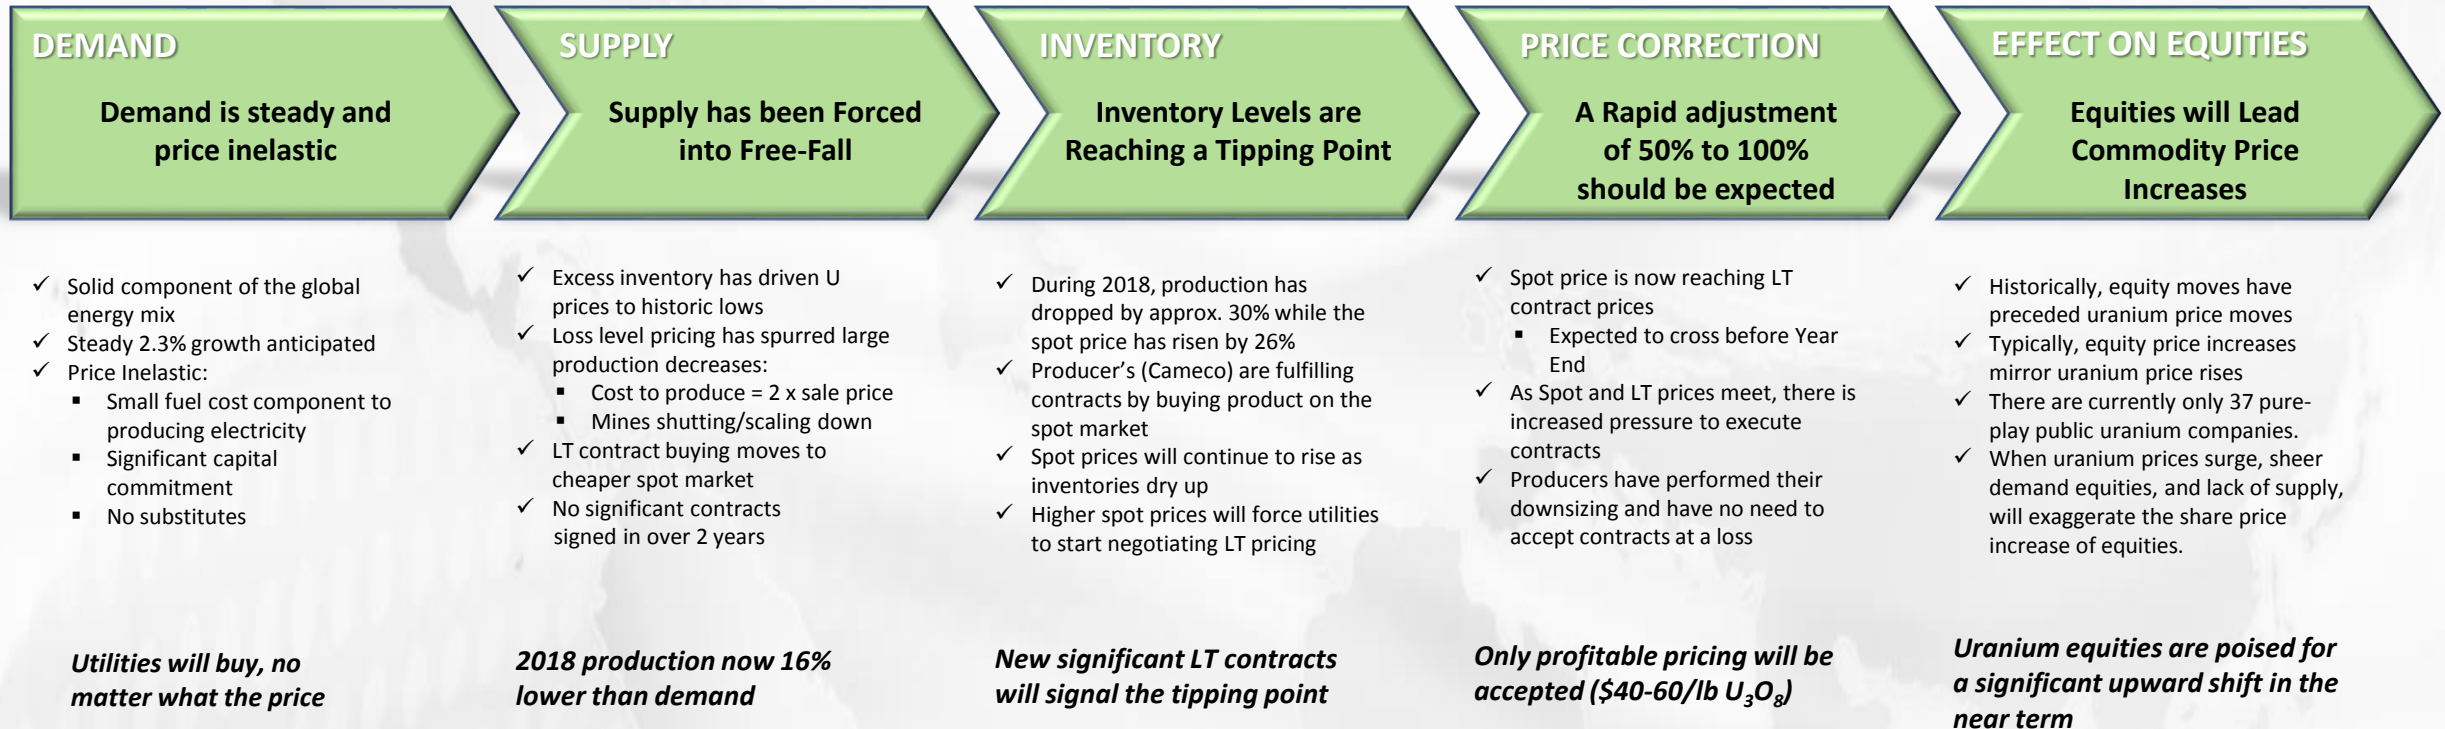 DEMAND
Demand is steady and
price inelastic
✓ Solid component of the global
energy mix
✓ Steady 2.3% growth anticipated
✓ Price Inelastic:
▪ Small fuel cost component to
producing electricity
▪ Significant capital
commitment
▪ No substitutes
Utilities will buy, no
matter what the price
SUPPLY
Supply has been Forced
into Free-Fall
✓ Excess inventory has driven U
prices to historic lows
✓ Loss level pricing has spurred large
production decreases:
▪ Cost to produce = 2 x sale price
▪ Mines shutting/scaling down
✓ LT contract buying moves to
cheaper spot market
✓ No significant contracts
signed in over 2 years
2018 production now 16%
lower than demand
INVENTORY
Inventory Levels are
Reaching a Tipping Point
✓ During 2018, production has
dropped by approx. 30% while the
spot price has risen by 26%
✓ Producer's (Cameco) are fulfilling
contracts by buying product on the
spot market
✓ Spot prices will continue to rise as
inventories dry up
✓ Higher spot prices will force utilities
to start negotiating LT pricing
New significant LT contracts
will signal the tipping point
PRICE CORRECTION
A Rapid adjustment
of 50% to 100%
should be expected
✓ Spot price is now reaching LT
contract prices
▪ Expected to cross before Year
End
✓ As Spot and LT prices meet, there is
increased pressure to execute
contracts
✓ Producers have performed their
downsizing and have no need to
accept contracts at a loss
Only profitable pricing will be
accepted ($40-60/lb U₃O₈)
EFFECT ON EQUITIES
Equities will Lead
Commodity Price
Increases
✓ Historically, equity moves have
preceded uranium price moves
✓ Typically, equity price increases
mirror uranium price rises
✓ There are currently only 37 pure-
play public uranium companies.
✓ When uranium prices surge, sheer
demand equities, and lack of supply,
will exaggerate the share price
increase of equities.
Uranium equities are poised for
a significant upward shift in the
near term